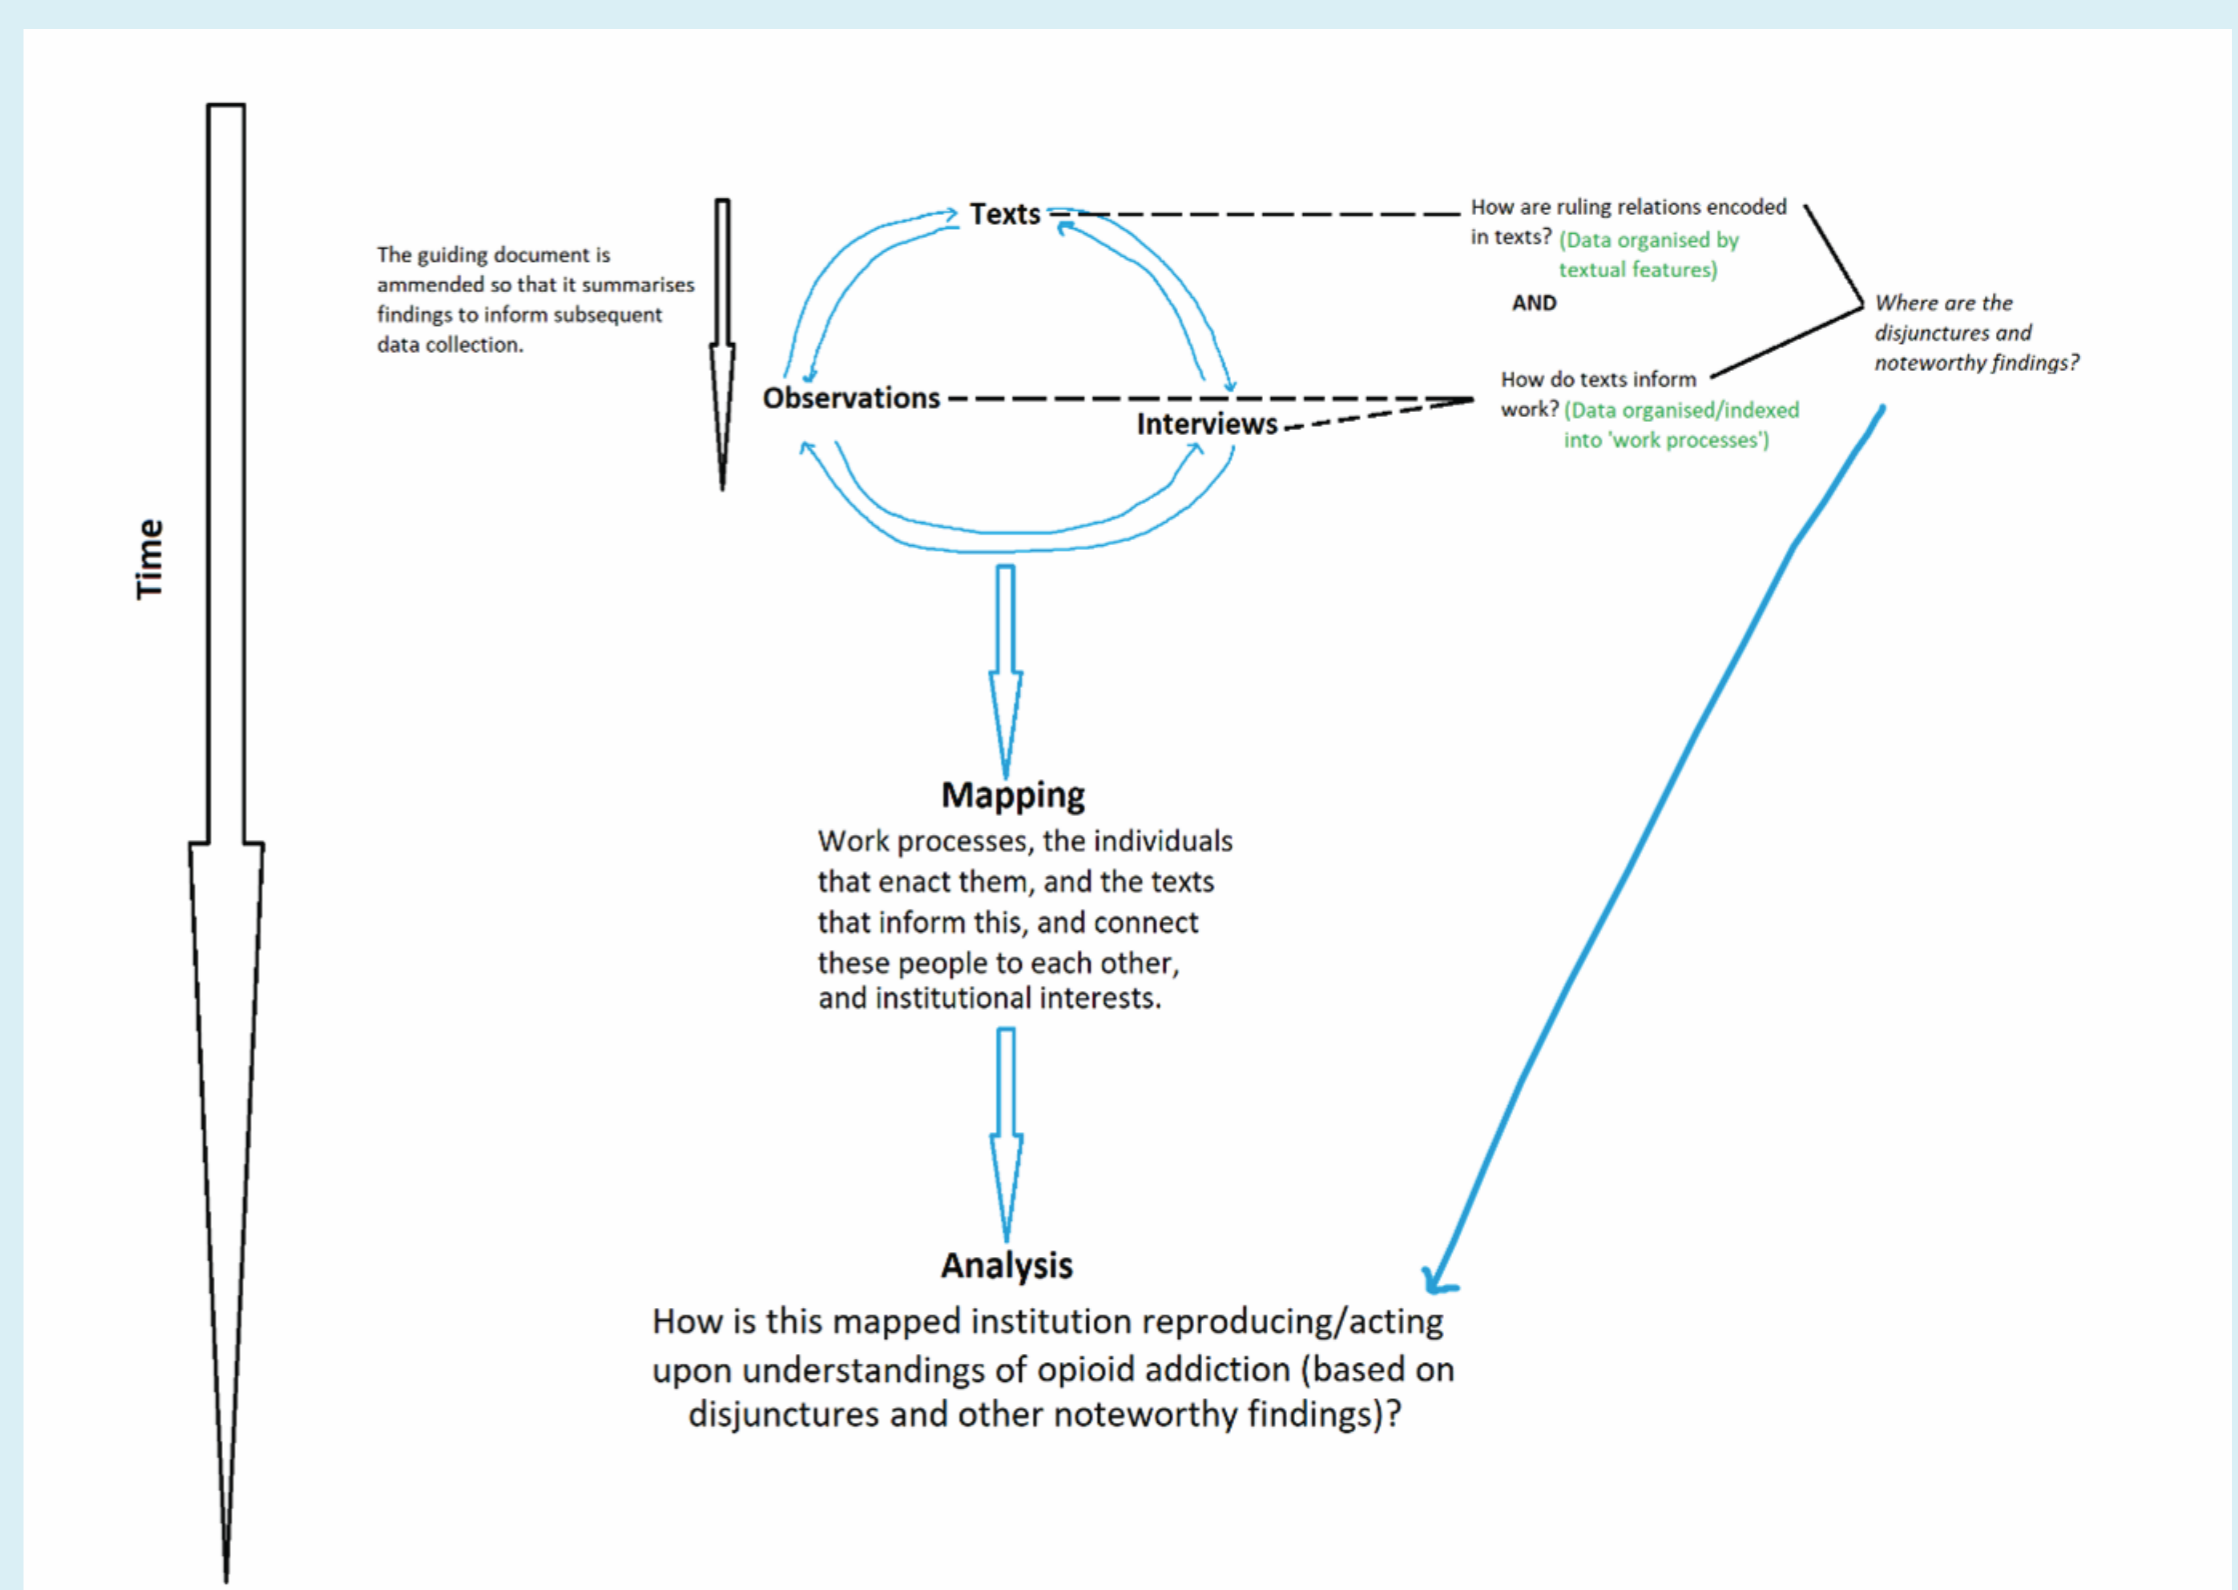 Time
The guiding document is
ammended so that it summarises
findings to inform subsequent
data collection.
Texts
Observations
Interviews
How are ruling relations encoded
in texts? (Data organised by
textual features)
AND
How do texts inform
work? (Data organised/indexed
into 'work processes')
Where are the
disjunctures and
noteworthy findings?
Mapping
Work processes, the individuals
that enact them, and the texts
that inform this, and connect
these people to each other,
and institutional interests.
Analysis
How is this mapped institution reproducing/acting
upon understandings of opioid addiction (based on
disjunctures and other noteworthy findings)?